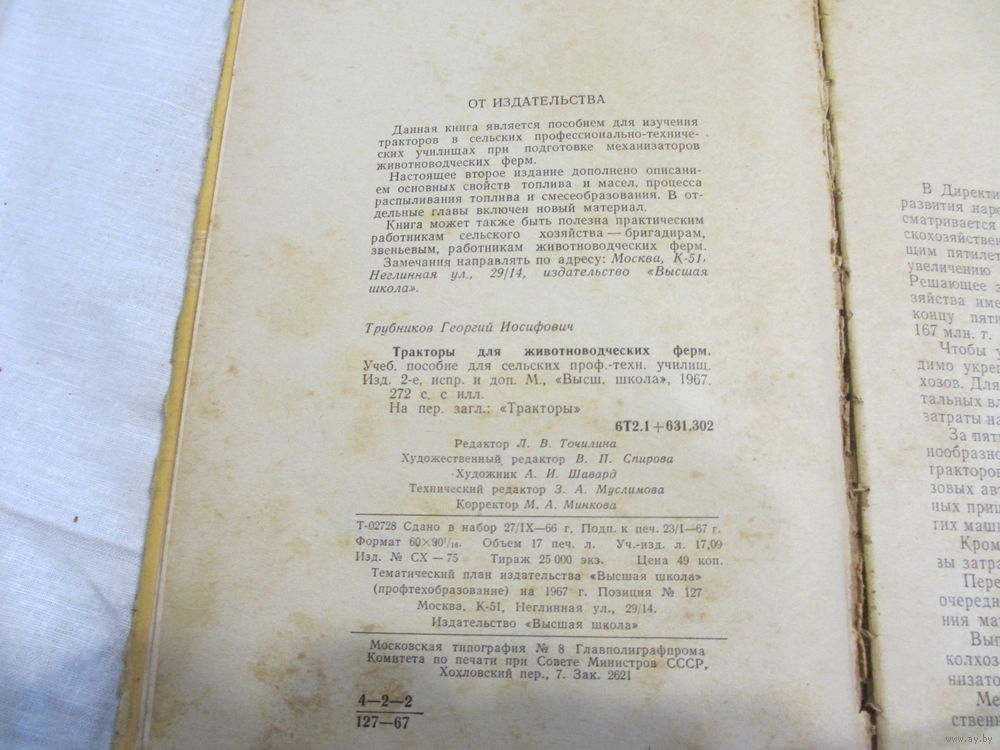 ОТ ИЗДАТЕЛЬСТВА
Данная книга является пособием для изучения
тракторов в сельских профессионально-техниче-
ских училищах при подготовке механизаторов
животноводческих ферм.
Настоящее второе издание дополнено описани-
ем основных свойств топлива и масел, процесса
распыливания топлива и смесеобразования. В от-
дельные главы включен новый материал.
Книга может также быть полезна практическим
работникам сельского хозяйства — бригадирам,
звеньевым, работникам животноводческих ферм.
Замечания направлять по адресу: Москва, К-51,
Неглинная ул., 29/14, издательство «Высшая
школа».
Трубников Георгий Иосифович
Тракторы для животноводческих ферм.
Учеб. пособие для сельских проф.-техн. училищ.
Изд. 2-е, испр. и доп. М., «Высш. школа», 1967.
272 с. с илл.
На пер. загл.: «Тракторы»
6Т2.1+631.302
Редактор Л. В. Точилина
Художественный редактор В. П. Спирова
Художник А. И. Шавард
Технический редактор З. А. Муслимова
Корректор М. А. Минкова
Т-02728 Сдано в набор 27/IX—66 г. Подп. к печ. 23/I—67 г.
Формат 60×90¹/₁₆. Объем 17 печ. л. Уч.-изд. л. 17,09
Изд. № СХ—75 Тираж 25 000 экз. Цена 49 коп.
Тематический план издательства «Высшая школа»
(профтехобразование) на 1967 г. Позиция № 127
Москва, К-51, Неглинная ул., 29/14.
Издательство «Высшая школа»
Московская типография № 8 Главполиграфпрома
Комитета по печати при Совете Министров СССР,
Хохловский пер., 7. Зак. 2621
4—2—2
127—67
В Директи
развития нар
сматривается
скохозяйствен
щим пятилет
увеличению
Решающее з
зяйства име
концу пяти
167 млн. т.
Чтобы у
димо укреп
хозов. Для
тальных вл
затраты на
За пяти
нообразно
тракторов
зовых ав
ных приц
гих маши
Кром
вы затра
Пере
очередн
ния ма
Вып
колхоз
низато
Ме
ствени
www.ay.by